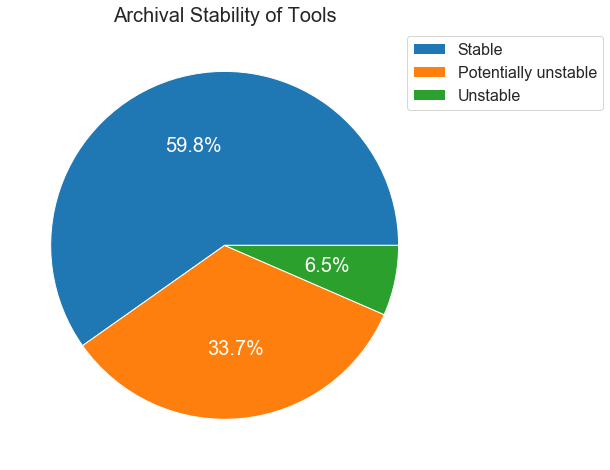 Archival Stability of Tools
Stable
Potentially unstable
Unstable
59.8%
6.5%
33.7%